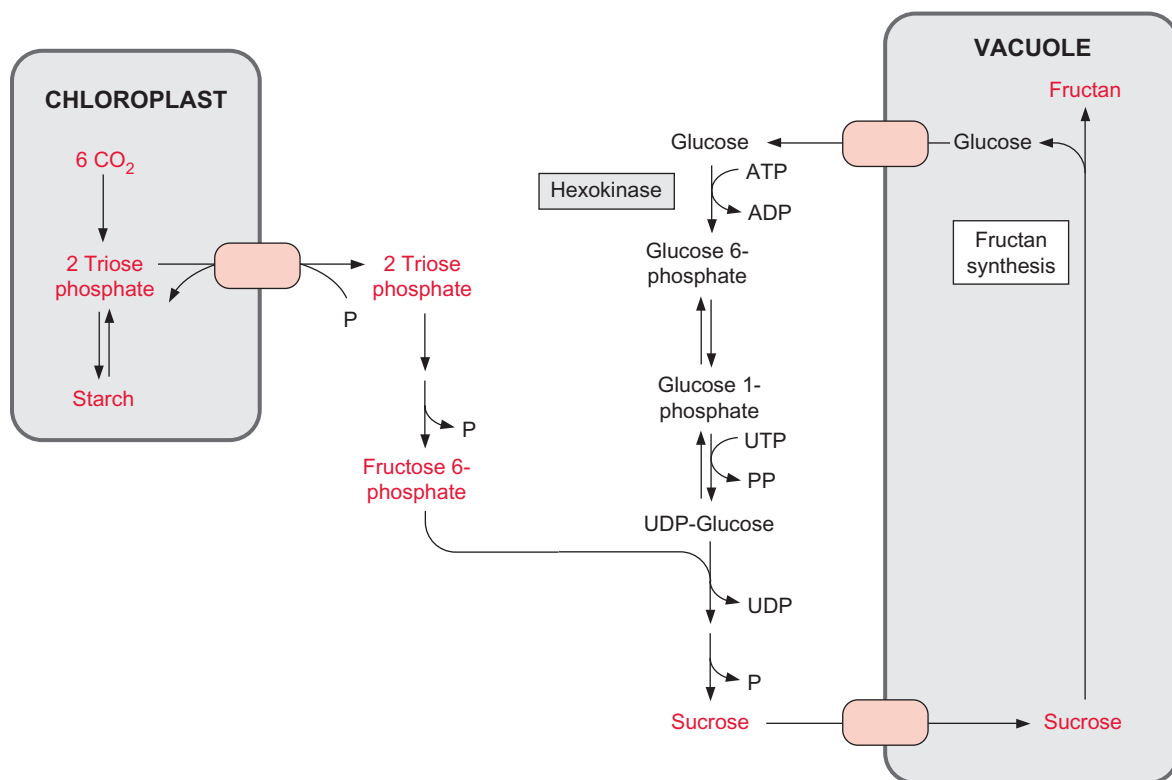 CHLOROPLAST
6 CO2
2 Triose
phosphate
Starch
P
2 Triose
phosphate
P
Fructose 6-
phosphate
Hexokinase
Glucose
ATP
ADP
Glucose 6-
phosphate
Glucose 1-
phosphate
UTP
PP
UDP-Glucose
UDP
P
Sucrose
VACUOLE
Fructan
Glucose
Fructan
synthesis
Sucrose